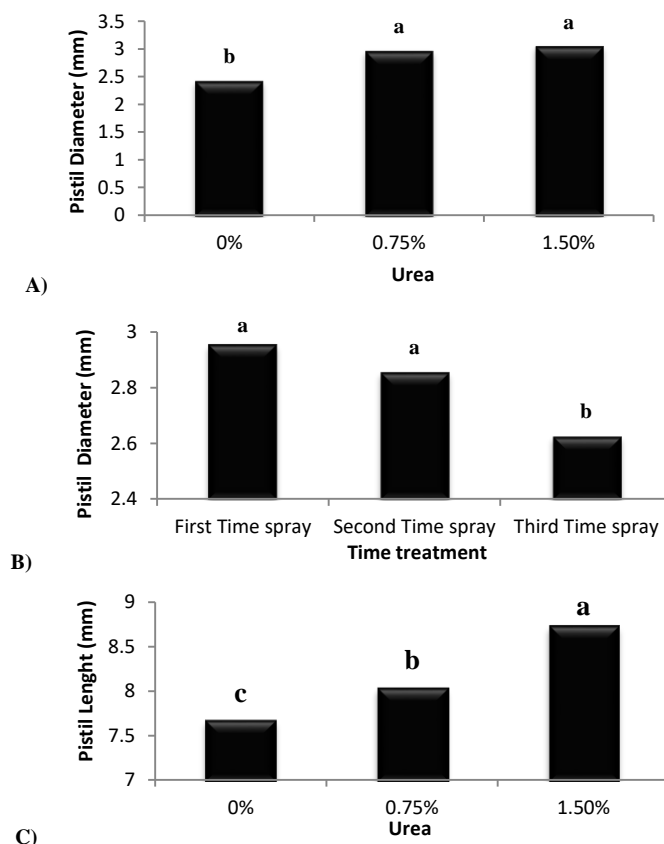 Pistil Diameter (mm)
3.5
3
2.5
2
1.5
1
0.5
0
b
a
a
0%
0.75%
1.50%
Urea
A)
Pistil Diameter (mm)
3
2.8
2.6
2.4
a
a
b
First Time spray
Second Time spray
Third Time spray
Time treatment
B)
Pistil Lenght (mm)
9
8.5
8
7.5
7
c
b
a
0%
0.75%
1.50%
Urea
C)